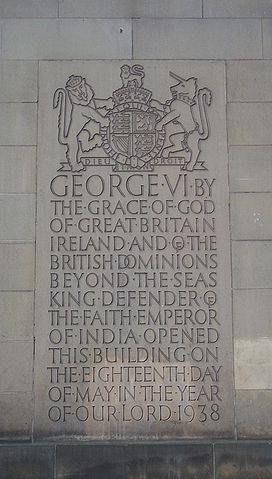 DIEU DROIT
GEORGE·VI·BY
THE·GRACE·OF·GOD
OF·GREAT·BRITAIN
IRELAND·AND·OF·THE
BRITISH·DOMINIONS
BEYOND·THE·SEAS
KING·DEFENDER·OF
THE·FAITH·EMPEROR
OF·INDIA·OPENED
THIS·BUILDING·ON
THE·EIGHTEENTH·DAY
OF·MAY·IN·THE·YEAR
OF·OUR·LORD·1938